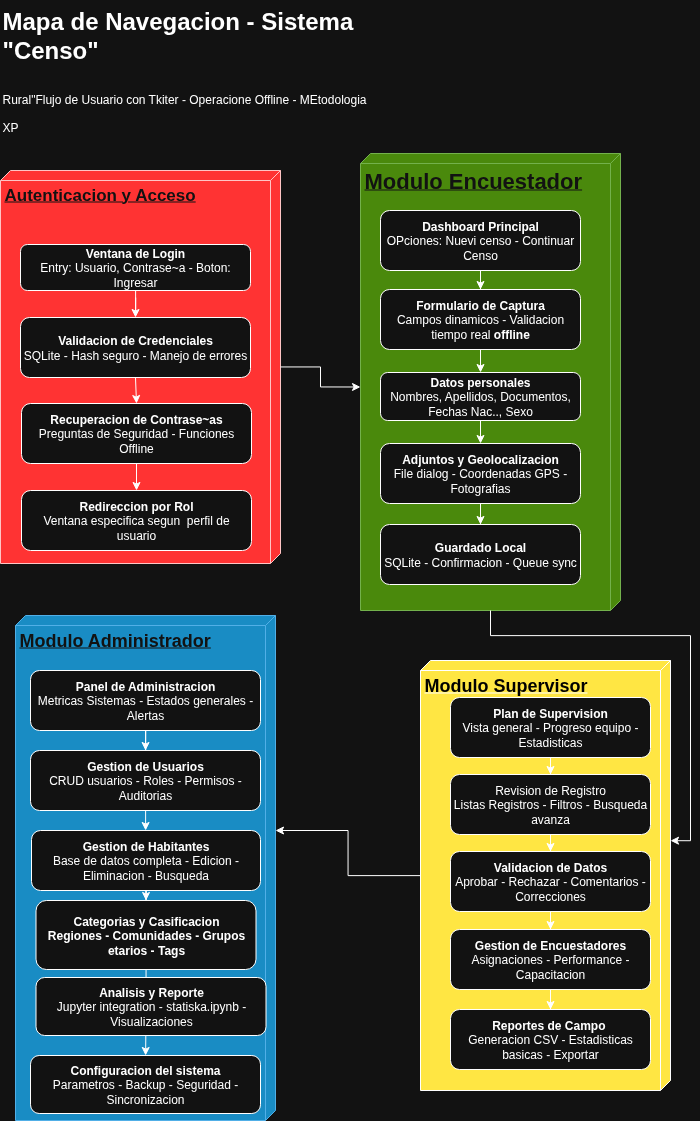 Mapa de Navegacion - Sistema
"Censo"
Rural"Flujo de Usuario con Tkiter - Operacione Offline - MEtodologia
XP
Autenticacion y Acceso
Ventana de Login
Entry: Usuario, Contrase~a - Boton:
Ingresar
Validacion de Credenciales
SQLite - Hash seguro - Manejo de errores
Recuperacion de Contrase~as
Preguntas de Seguridad - Funciones
Offline
Redireccion por Rol
Ventana especifica segun perfil de
usuario
Modulo Encuestador
Dashboard Principal
OPciones: Nuevi censo - Continuar
Censo
Formulario de Captura
Campos dinamicos - Validacion
tiempo real offline
Datos personales
Nombres, Apellidos, Documentos,
Fechas Nac.., Sexo
Adjuntos y Geolocalizacion
File dialog - Coordenadas GPS -
Fotografias
Guardado Local
SQLite - Confirmacion - Queue sync
Modulo Administrador
Panel de Administracion
Metricas Sistemas - Estados generales -
Alertas
Gestion de Usuarios
CRUD usuarios - Roles - Permisos -
Auditorias
Gestion de Habitantes
Base de datos completa - Edicion -
Eliminacion - Busqueda
Categorias y Casificacion
Regiones - Comunidades - Grupos
etarios - Tags
Analisis y Reporte
Jupyter integration - statiska.ipynb -
Visualizaciones
Configuracion del sistema
Parametros - Backup - Seguridad -
Sincronizacion
Modulo Supervisor
Plan de Supervision
Vista general - Progreso equipo -
Estadisticas
Revision de Registro
Listas Registros - Filtros - Busqueda
avanza
Validacion de Datos
Aprobar - Rechazar - Comentarios -
Correcciones
Gestion de Encuestadores
Asignaciones - Performance -
Capacitacion
Reportes de Campo
Generacion CSV - Estadisticas
basicas - Exportar